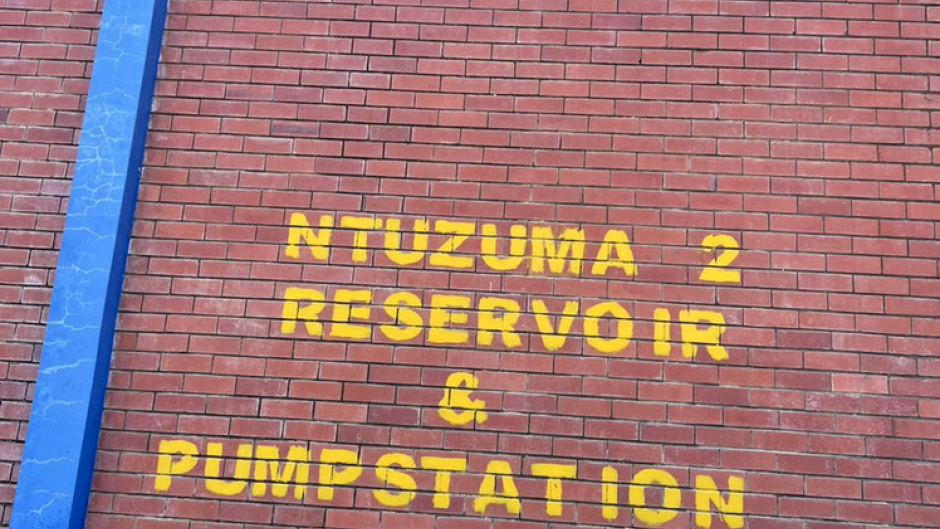 NTUZUMA 2
RESERVOIR
&
PUMPSTATION